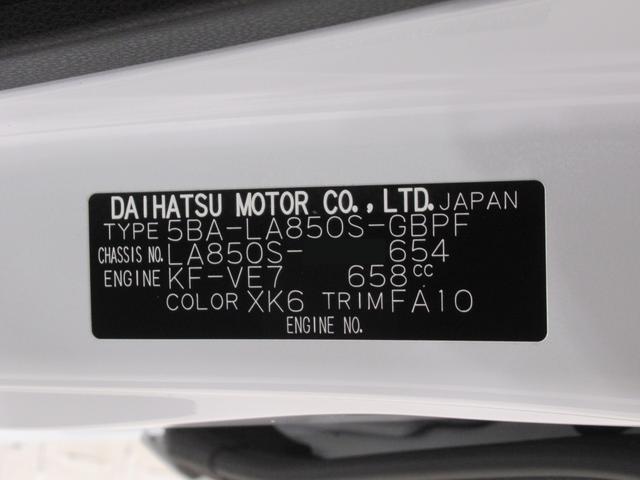 DAIHATSU MOTOR CO., LTD. JAPAN
TYPE 5BA-LA850S-GBPF
CHASSIS NO. LA850S- 654
ENGINE KF-VE7 658cc
COLOR XK6 TRIM FA10
ENGINE NO.